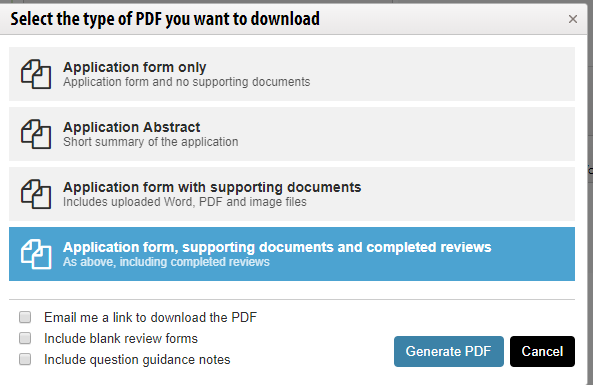 Select the type of PDF you want to download
×
Application form only
Application form and no supporting documents
Application Abstract
Short summary of the application
Application form with supporting documents
Includes uploaded Word, PDF and image files
Application form, supporting documents and completed reviews
As above, including completed reviews
Email me a link to download the PDF
Include blank review forms
Include question guidance notes
Generate PDF
Cancel